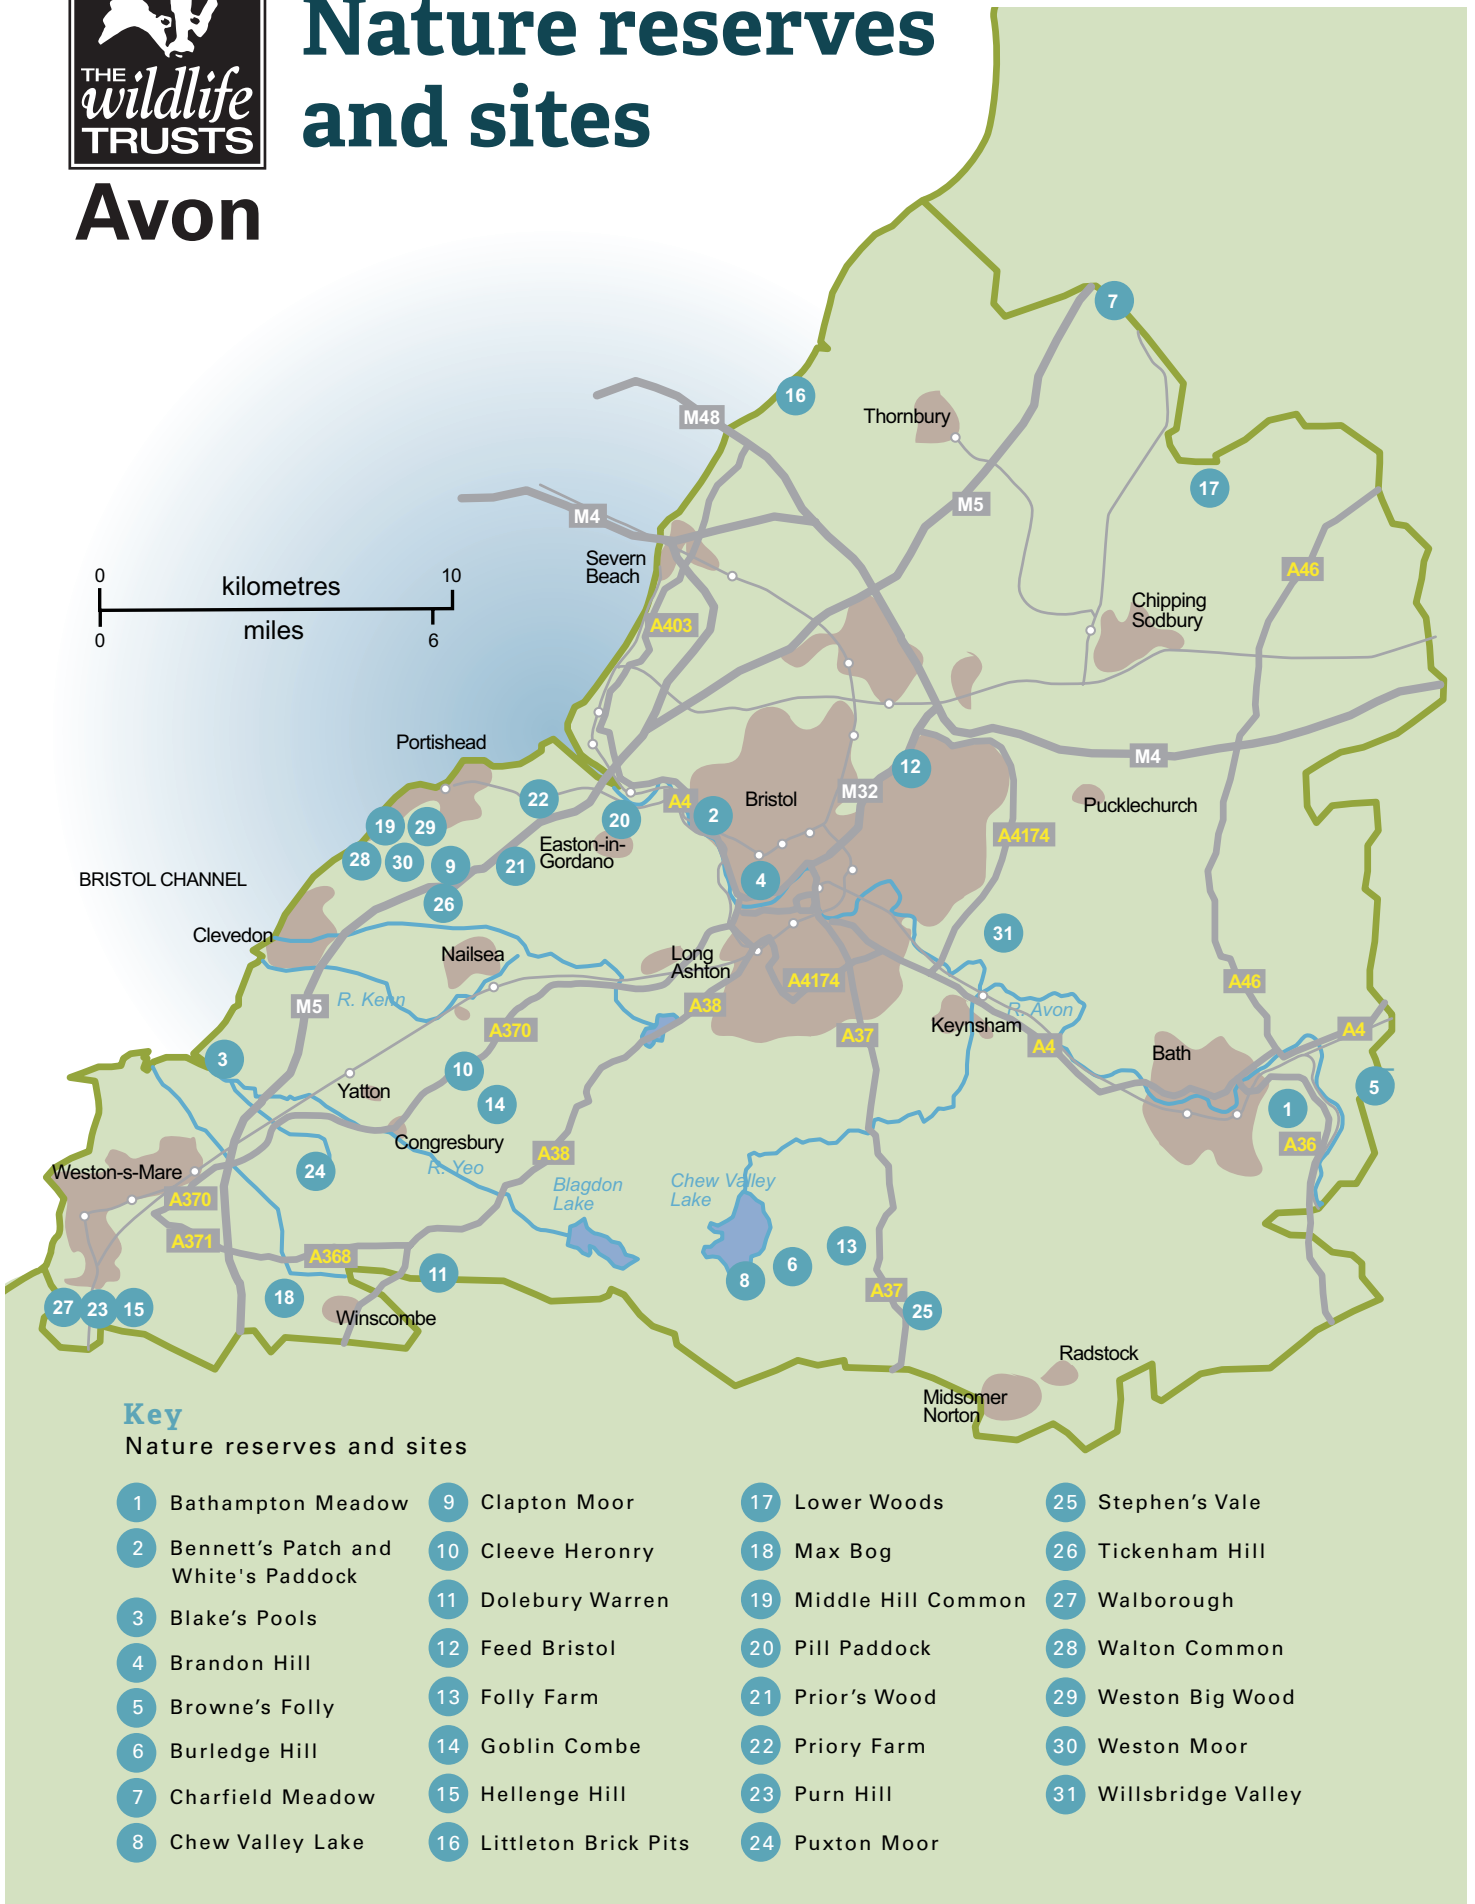 THE
wildlife
TRUSTS
Avon
Nature reserves
and sites
M48
16
7
Thornbury
17
M5
M4
Severn
Beach
A46
0
10
kilometres
miles
0
6
A403
Chipping
Sodbury
Portishead
M4
12
22
A4
Bristol
M32
Pucklechurch
19
29
20
2
A4174
Easton-in-
Gordano
28
30
9
21
4
BRISTOL CHANNEL
26
31
Clevedon
Nailsea
Long
Ashton
A4174
A46
M5
R. Kenn
A38
R. Avon
A370
Keynsham
A37
A4
A4
Bath
3
10
Yatton
14
5
1
Congresbury
A36
A38
R. Yeo
24
Weston-s-Mare
Blagdon
Lake
Chew Valley
Lake
A370
A371
A368
13
6
11
8
A37
18
27
23
15
25
Winscombe
Radstock
Midsomer
Norton
Key
Nature reserves and sites
1 Bathampton Meadow
2 Bennett’s Patch and
White's Paddock
3 Blake’s Pools
4 Brandon Hill
5 Browne’s Folly
6 Burledge Hill
7 Charfield Meadow
8 Chew Valley Lake
9 Clapton Moor
10 Cleeve Heronry
11 Dolebury Warren
12 Feed Bristol
13 Folly Farm
14 Goblin Combe
15 Hellenge Hill
16 Littleton Brick Pits
17 Lower Woods
18 Max Bog
19 Middle Hill Common
20 Pill Paddock
21 Prior’s Wood
22 Priory Farm
23 Purn Hill
24 Puxton Moor
25 Stephen’s Vale
26 Tickenham Hill
27 Walborough
28 Walton Common
29 Weston Big Wood
30 Weston Moor
31 Willsbridge Valley